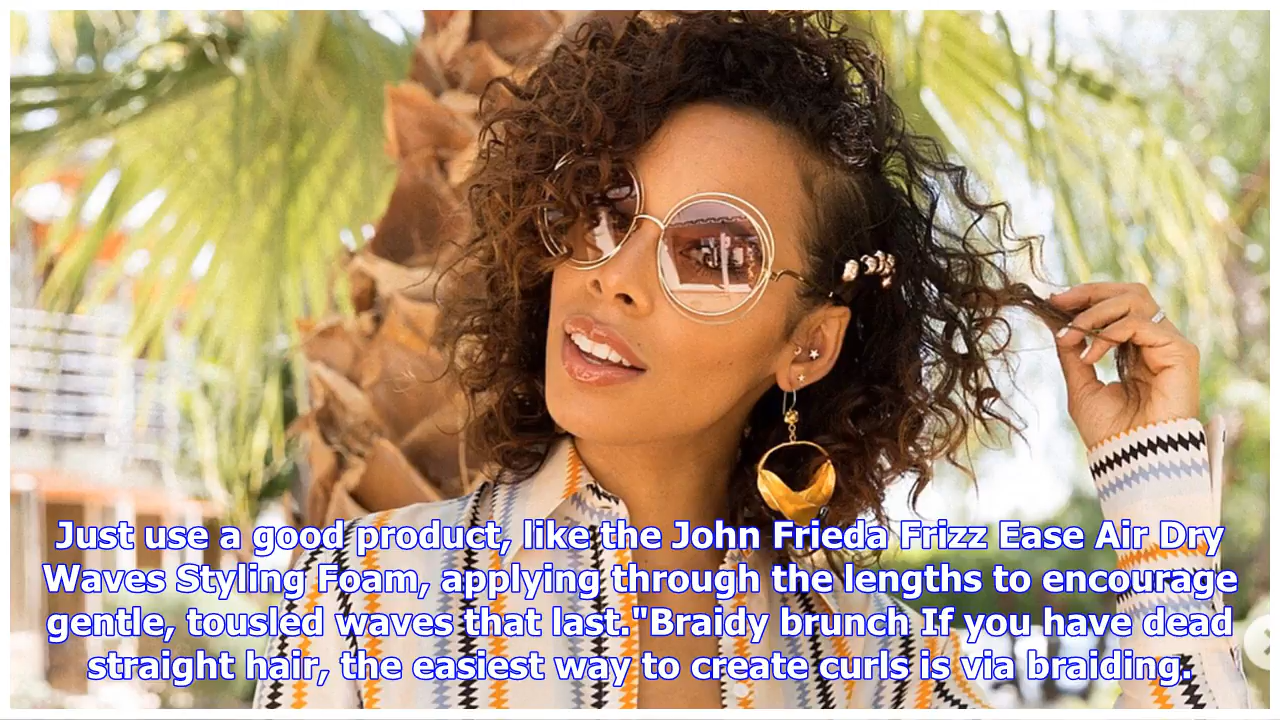 Just use a good product, like the John Frieda Frizz Ease Air Dry
Waves Styling Foam, applying through the lengths to encourage
gentle, tousled waves that last."Braidy brunch If you have dead
straight hair, the easiest way to create curls is via braiding.